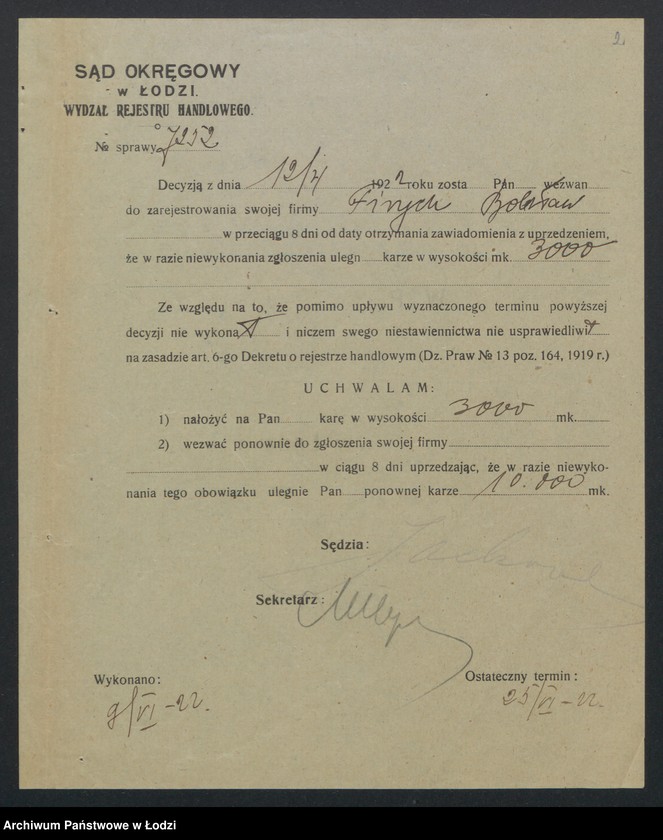 2.
SĄD OKRĘGOWY
w ŁODZI.
WYDZAŁ REJESTRU HANDLOWEGO.
№ sprawy 7252
Decyzją z dnia 12/V 1922 roku zosta Pan wezwan
do zarejestrowania swojej firmy
w przeciągu 8 dni od daty otrzymania zawiadomienia z uprzedzeniem,
że w razie niewykonania zgłoszenia ulegn karze w wysokości mk. 3000
Ze względu na to, że pomimo upływu wyznaczonego terminu powyższej
decyzji nie wykonał i niczem swego niestawiennictwa nie usprawiedliwił
na zasadzie art. 6-go Dekretu o rejestrze handlowym (Dz. Praw № 13 poz. 164, 1919 r.)
UCHWALAM:
1) nałożyć na Pan karę w wysokości 3000 mk.
2) wezwać ponownie do zgłoszenia swojej firmy
w ciągu 8 dni uprzedzając, że w razie niewyko-
nania tego obowiązku ulegnie Pan ponownej karze 10.000 mk.
Sędzia:
Sekretarz:
Wykonano: Ostateczny termin:
9/VI-22. 25/VI-22.
Archiwum Państwowe w Łodzi